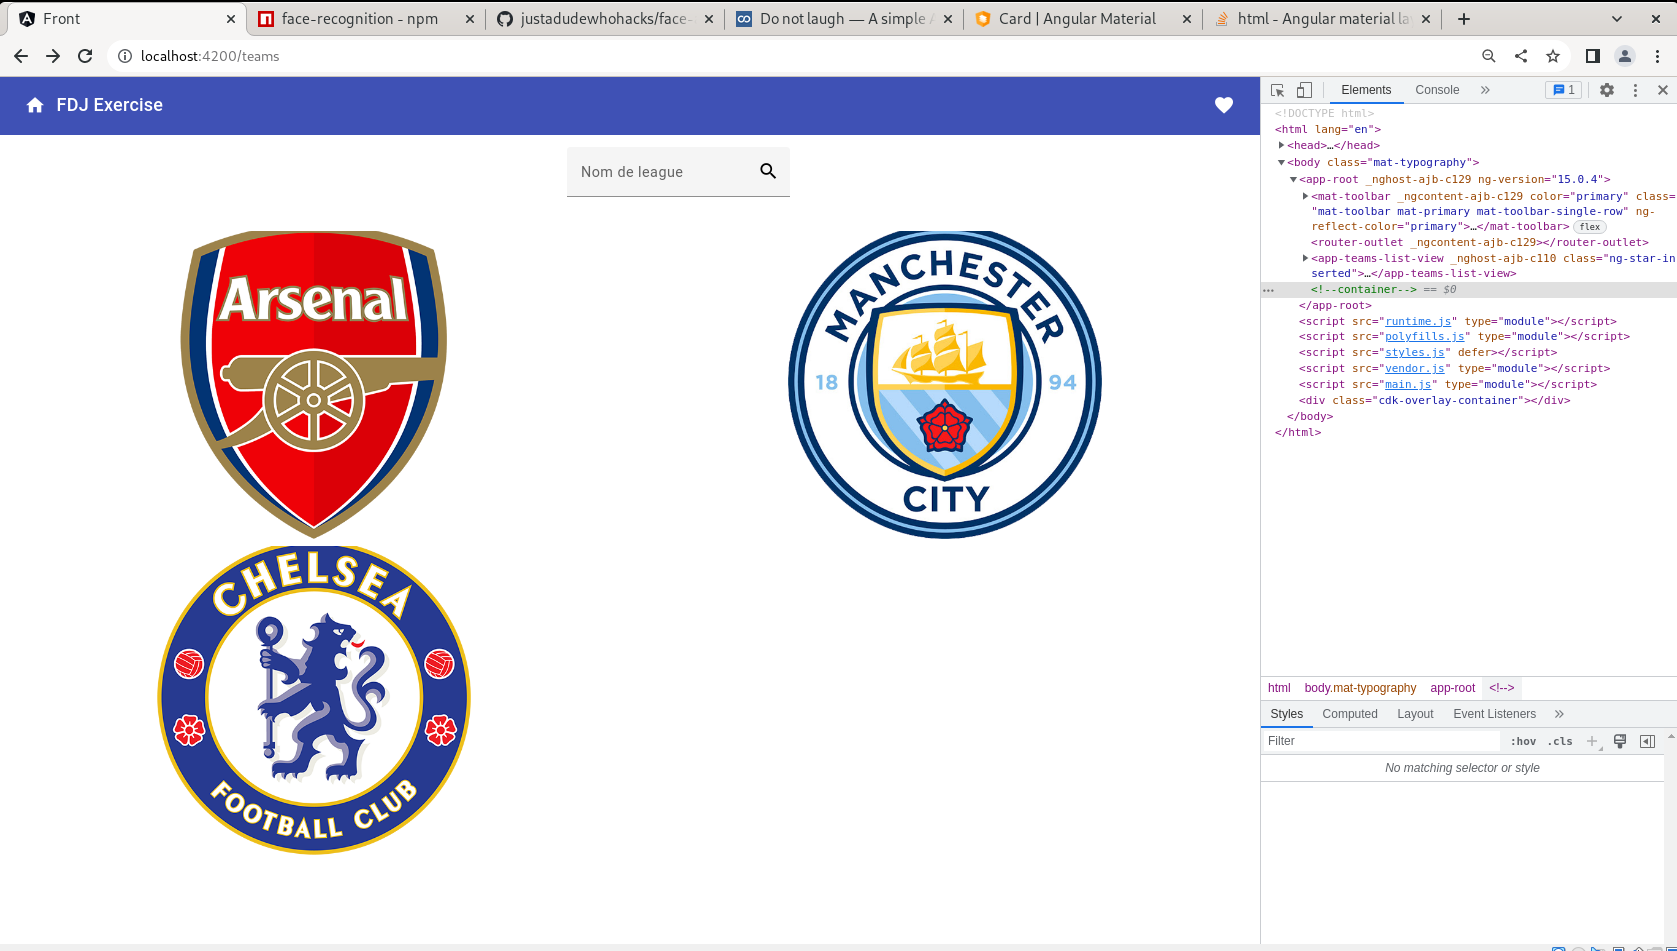 Front
face-recognition - npm
justadudewhohacks/face-
Do not laugh — A simple A
Card | Angular Material
html - Angular material la
localhost:4200/teams
FDJ Exercise
Nom de league
Arsenal
MANCHESTER
18 94
CITY
CHELSEA
FOOTBALL CLUB
Elements Console » 1
<!DOCTYPE html>
<html lang="en">
<head>…</head>
<body class="mat-typography">
<app-root _nghost-ajb-c129 ng-version="15.0.4">
<mat-toolbar _ngcontent-ajb-c129 color="primary" class=
"mat-toolbar mat-primary mat-toolbar-single-row" ng-
reflect-color="primary">…</mat-toolbar> flex
<router-outlet _ngcontent-ajb-c129></router-outlet>
<app-teams-list-view _nghost-ajb-c110 class="ng-star-in
serted">…</app-teams-list-view>
<!--container--> == $0
</app-root>
<script src="runtime.js" type="module"></script>
<script src="polyfills.js" type="module"></script>
<script src="styles.js" defer></script>
<script src="vendor.js" type="module"></script>
<script src="main.js" type="module"></script>
<div class="cdk-overlay-container"></div>
</body>
</html>
html body.mat-typography app-root <!-->
Styles Computed Layout Event Listeners »
Filter :hov .cls
No matching selector or style